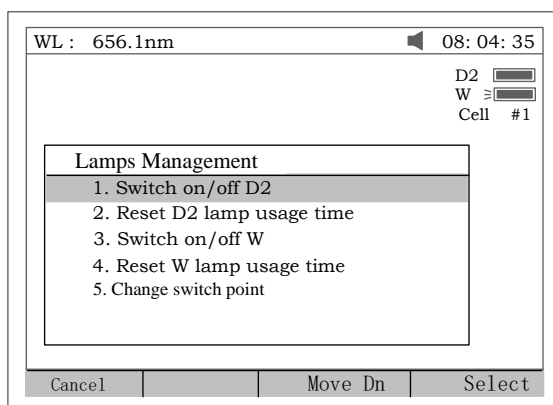 WL : 656.1nm 08: 04: 35
D2
W
Cell #1
Lamps Management
1. Switch on/off D2
2. Reset D2 lamp usage time
3. Switch on/off W
4. Reset W lamp usage time
5. Change switch point
Cancel Move Dn Select